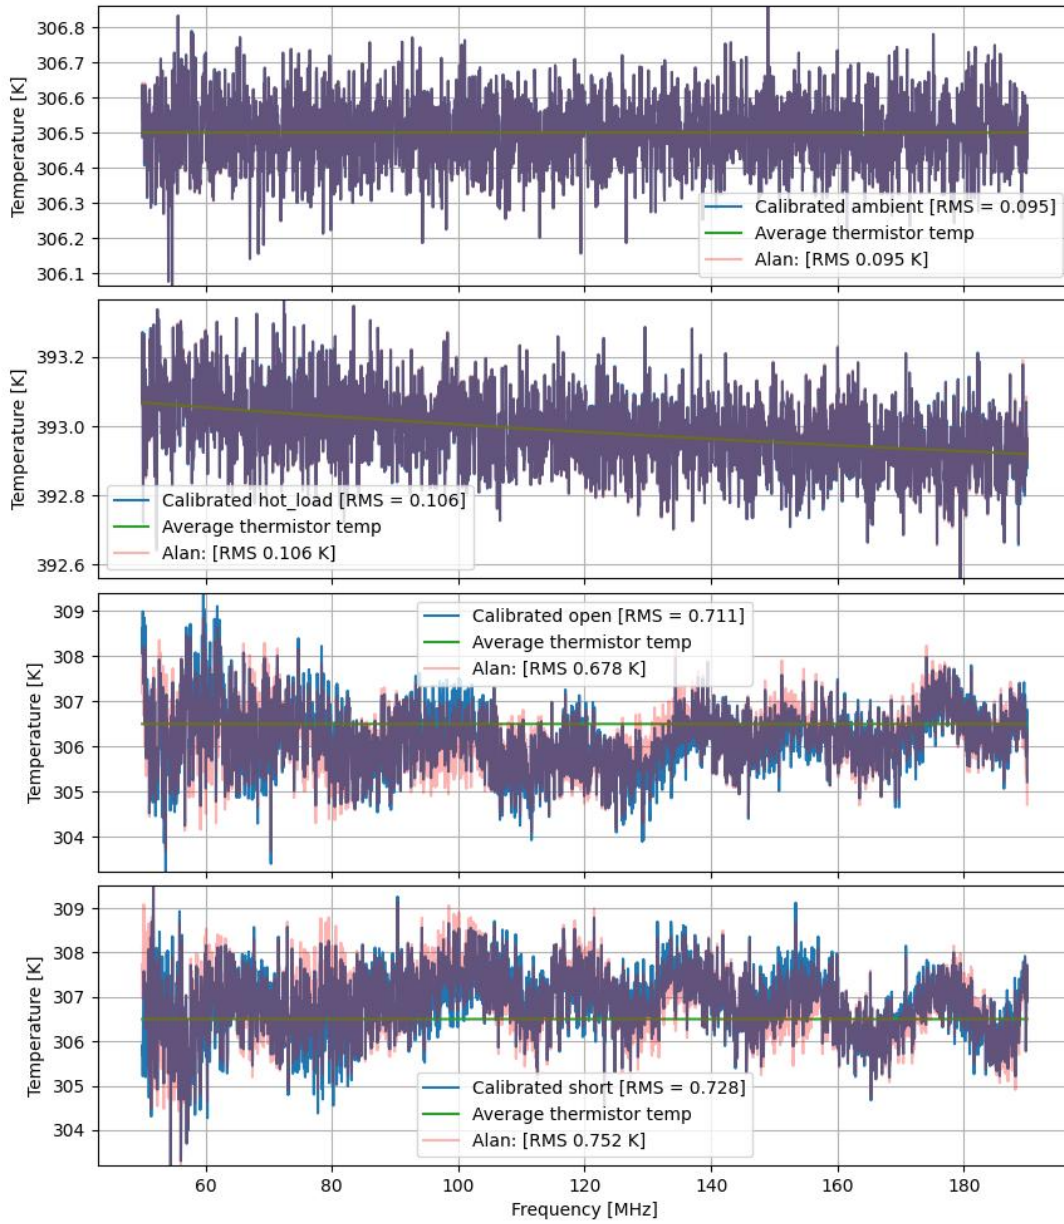 306.8
306.7
306.6
306.5
306.4
306.3
306.2
306.1
Temperature [K]
Calibrated ambient [RMS = 0.095]
Average thermistor temp
Alan: [RMS 0.095 K]
393.2
393.0
392.8
392.6
Temperature [K]
Calibrated hot_load [RMS = 0.106]
Average thermistor temp
Alan: [RMS 0.106 K]
309
308
307
306
305
304
Temperature [K]
Calibrated open [RMS = 0.711]
Average thermistor temp
Alan: [RMS 0.678 K]
309
308
307
306
305
304
Temperature [K]
Calibrated short [RMS = 0.728]
Average thermistor temp
Alan: [RMS 0.752 K]
60 80 100 120 140 160 180
Frequency [MHz]